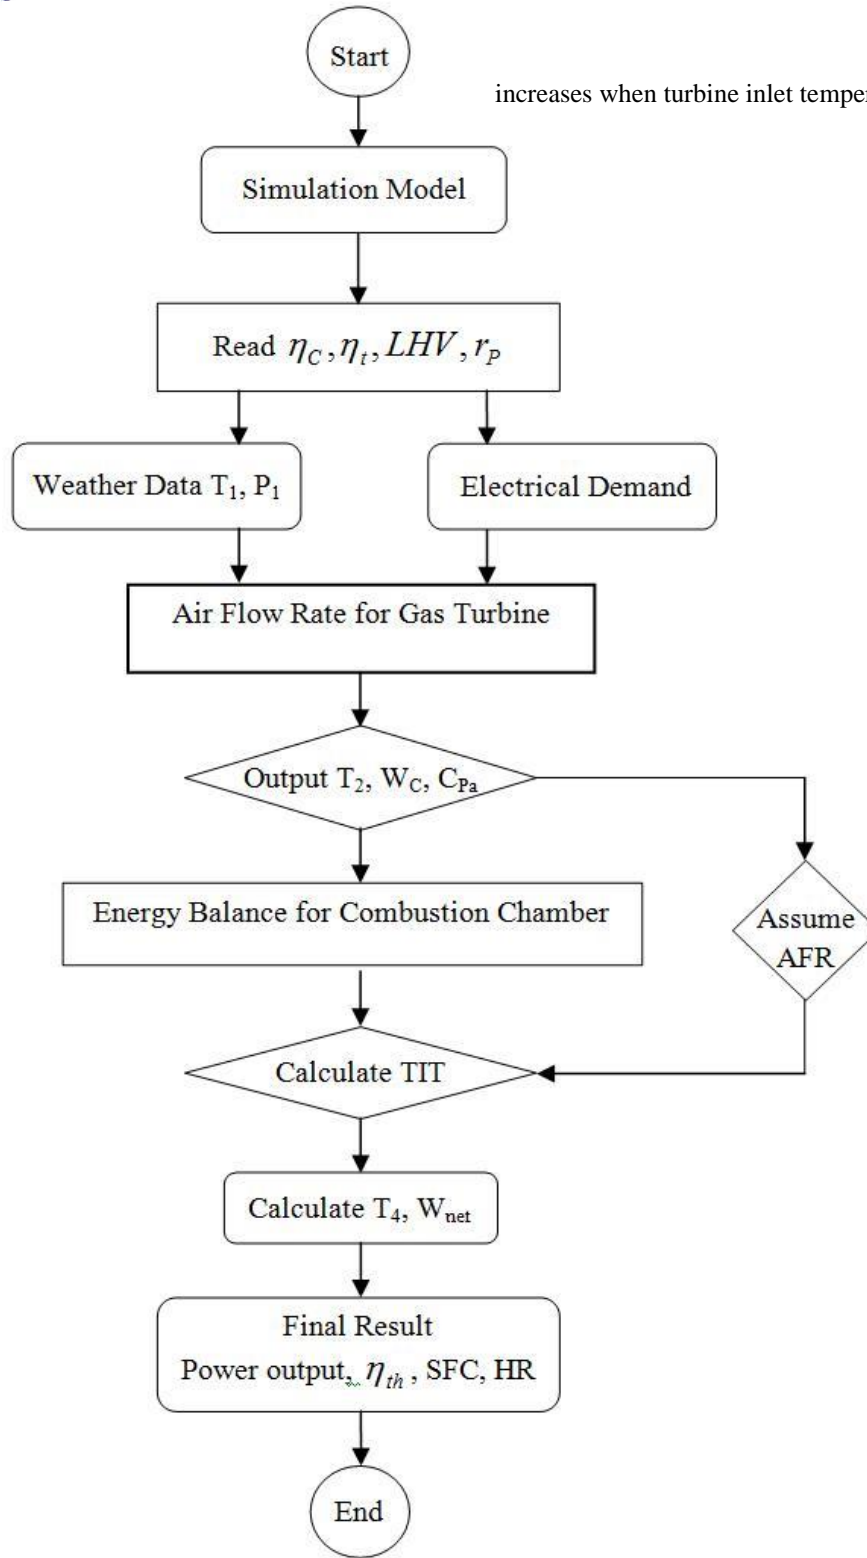 Start
increases when turbine inlet temper
Simulation Model
Read η_C, η_t, LHV, r_P
Weather Data T₁, P₁
Electrical Demand
Air Flow Rate for Gas Turbine
Output T₂, W_C, C_Pa
Energy Balance for Combustion Chamber
Assume
AFR
Calculate TIT
Calculate T₄, W_net
Final Result
Power output, η_th, SFC, HR
End